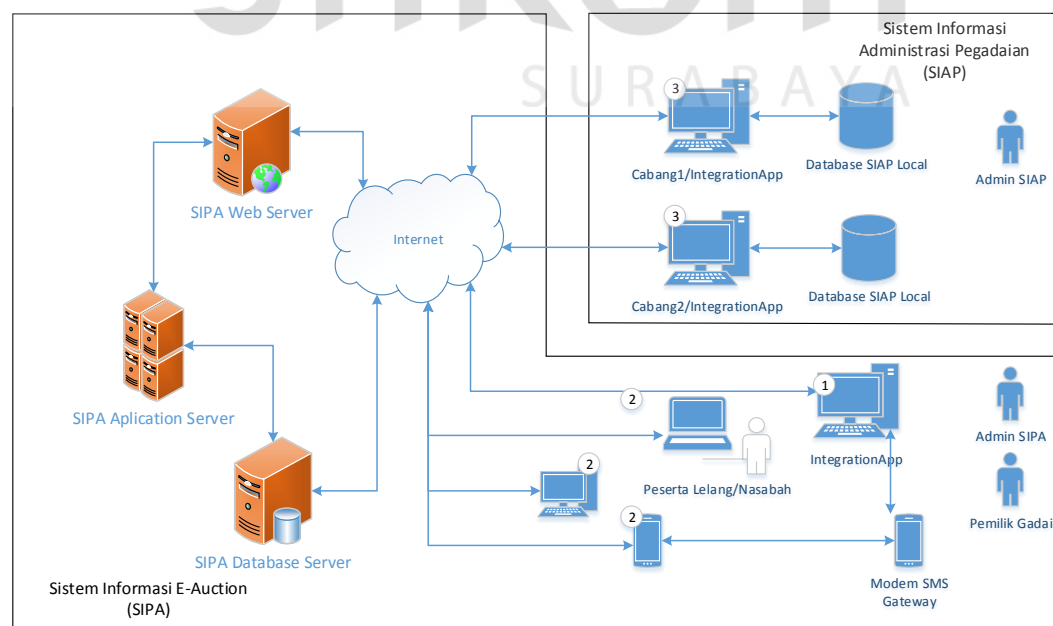 SURABAYA
Sistem Informasi
Administrasi Pegadaian
(SIAP)
3
Cabang1/IntegrationApp
Database SIAP Local
Admin SIAP
SIPA Web Server
Internet
3
Cabang2/IntegrationApp
Database SIAP Local
SIPA Aplication Server
2
1
IntegrationApp
Admin SIPA
Peserta Lelang/Nasabah
2
Pemilik Gadai
SIPA Database Server
2
Modem SMS
Gateway
Sistem Informasi E-Auction
(SIPA)